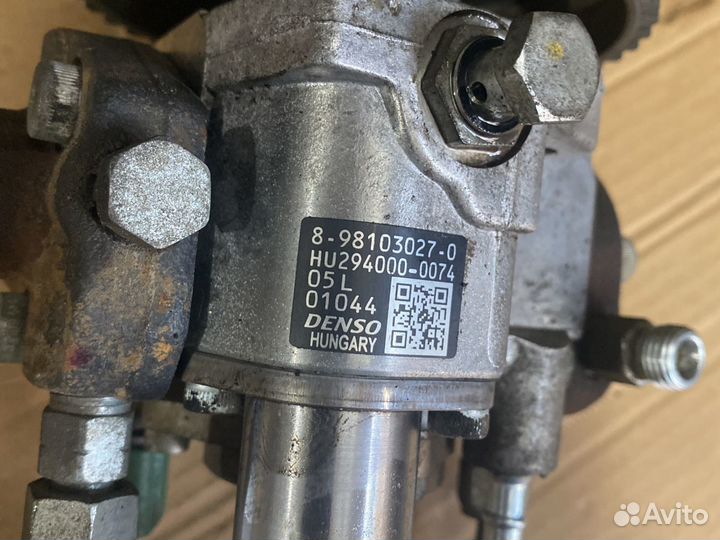 8-98103027-0
HU294000-0074
05L
01044
DENSO
HUNGARY
Avito